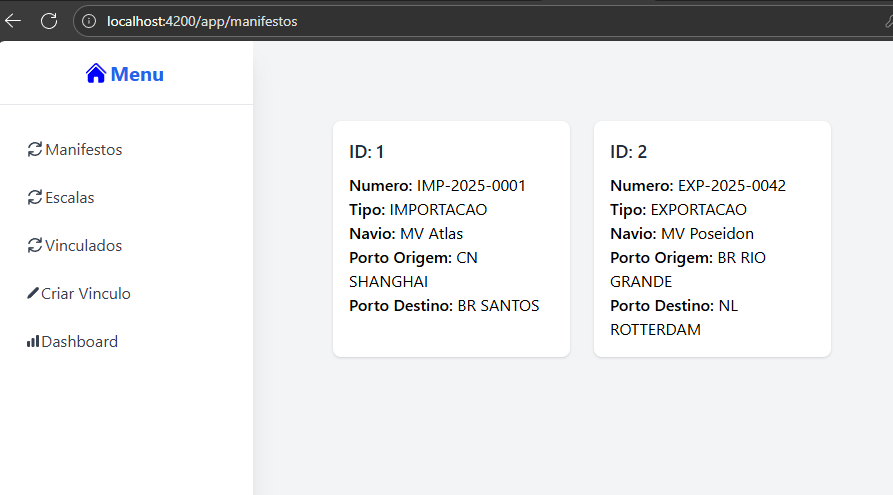 localhost:4200/app/manifestos
Menu
Manifestos
Escalas
Vinculados
Criar Vinculo
Dashboard
ID: 1
Numero: IMP-2025-0001
Tipo: IMPORTACAO
Navio: MV Atlas
Porto Origem: CN
SHANGHAI
Porto Destino: BR SANTOS
ID: 2
Numero: EXP-2025-0042
Tipo: EXPORTACAO
Navio: MV Poseidon
Porto Origem: BR RIO
GRANDE
Porto Destino: NL
ROTTERDAM